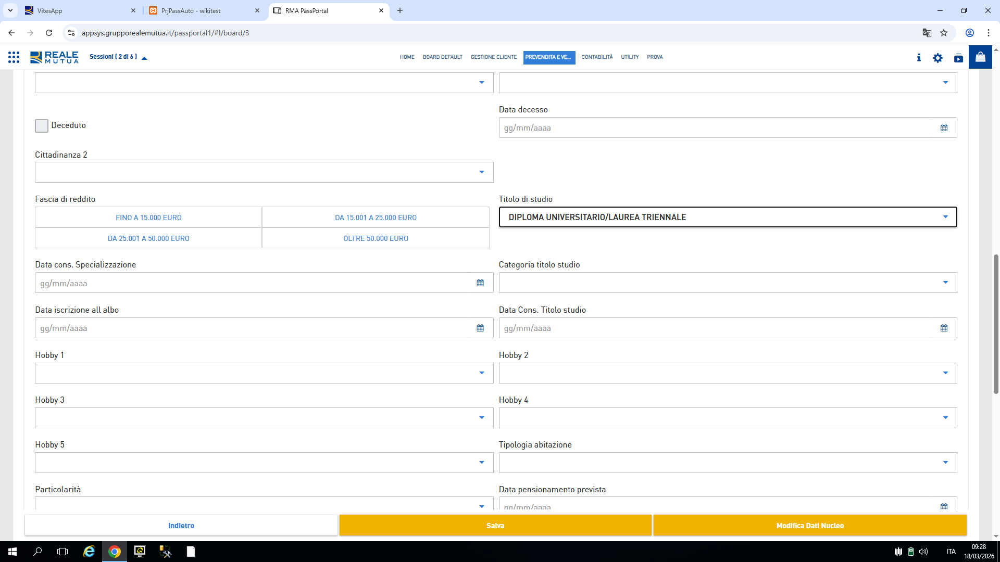 VitesApp
PrjPassAuto - wikitest
RMA PassPortal
appsys.grupporealemutua.it/passportal1/#!/board/3
REALE
MUTUA
Sessioni ( 2 di 6 )
HOME
BOARD DEFAULT
GESTIONE CLIENTE
PREVENDITA E VE...
CONTABILITÀ
UTILITY
PROVA
Deceduto
Data decesso
gg/mm/aaaa
Cittadinanza 2
Fascia di reddito
FINO A 15.000 EURO
DA 15.001 A 25.000 EURO
DA 25.001 A 50.000 EURO
OLTRE 50.000 EURO
Titolo di studio
DIPLOMA UNIVERSITARIO/LAUREA TRIENNALE
Data cons. Specializzazione
gg/mm/aaaa
Categoria titolo studio
Data iscrizione all albo
gg/mm/aaaa
Data Cons. Titolo studio
gg/mm/aaaa
Hobby 1
Hobby 2
Hobby 3
Hobby 4
Hobby 5
Tipologia abitazione
Particolarità
Data pensionamento prevista
gg/mm/aaaa
Indietro
Salva
Modifica Dati Nucleo
ITA
09:28
18/03/2026